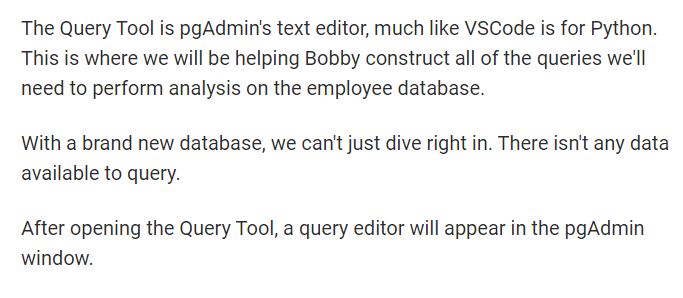 The Query Tool is pgAdmin's text editor, much like VSCode is for Python.
This is where we will be helping Bobby construct all of the queries we'll
need to perform analysis on the employee database.
With a brand new database, we can't just dive right in. There isn't any data
available to query.
After opening the Query Tool, a query editor will appear in the pgAdmin
window.